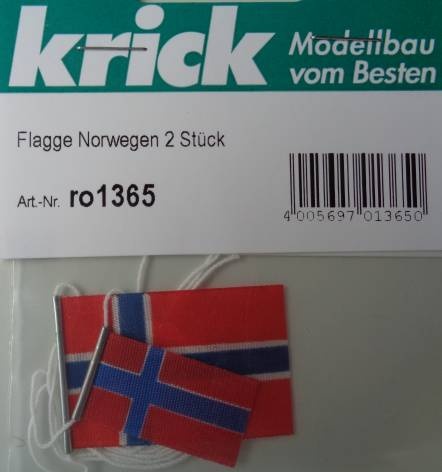 krick
Modellbau
vom Besten
Flagge Norwegen 2 Stück
Art.-Nr. ro1365
4 005697 013650